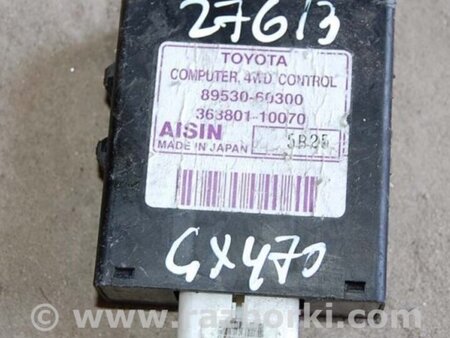 27613
TOYOTA
COMPUTER, 4WD CONTROL
89530-60300
363801-10070
AISIN 5B25
MADE IN JAPAN
GX470
© www.razborki.com